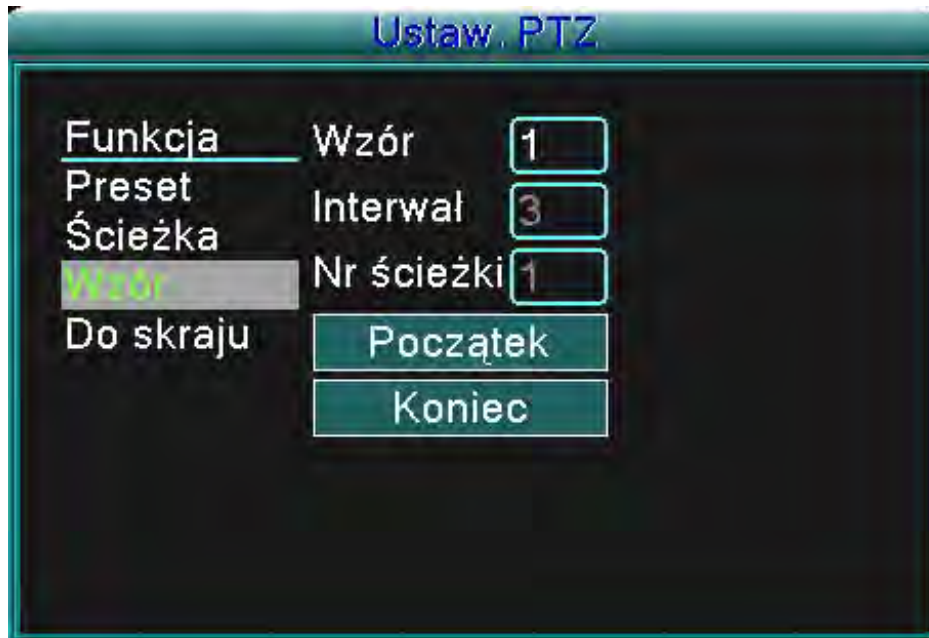 Ustaw. PTZ
Funkcja
Preset
Ścieżka
Wzór
Do skraju
Wzór 1
Interwał 3
Nr ścieżki 1
Początek
Koniec